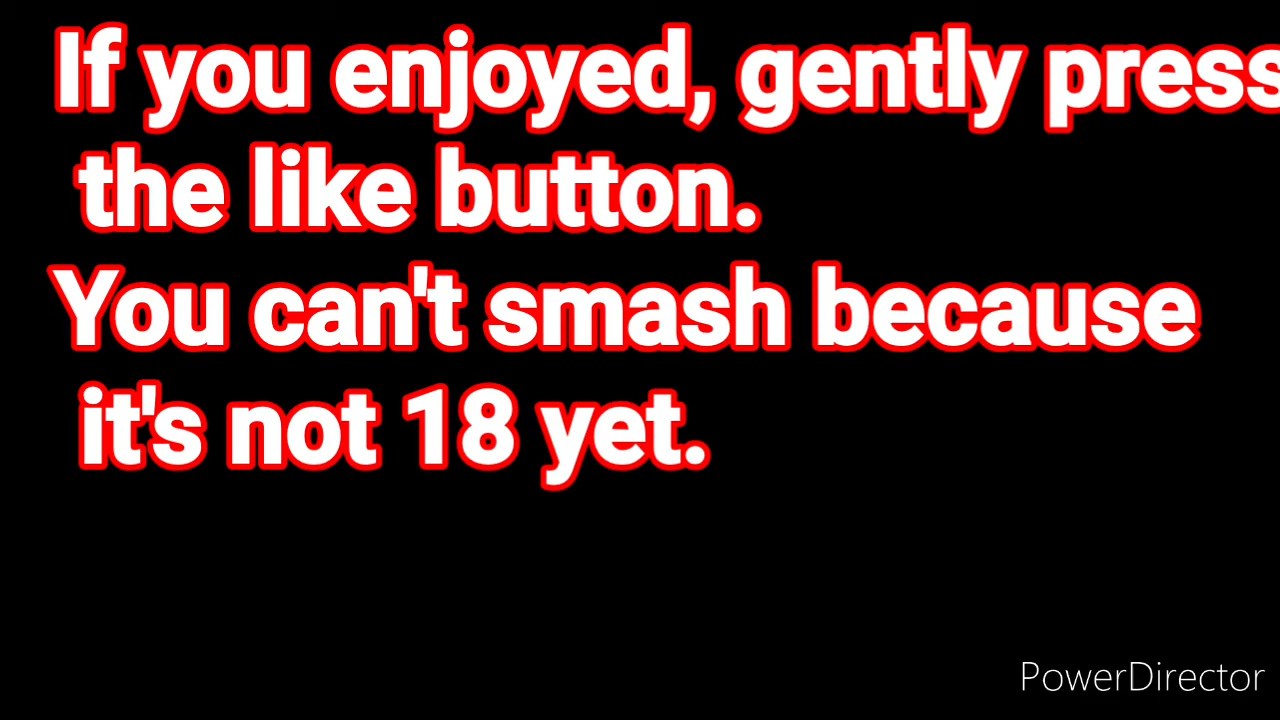 If you enjoyed, gently press
the like button.
You can't smash because
it's not 18 yet.
PowerDirector